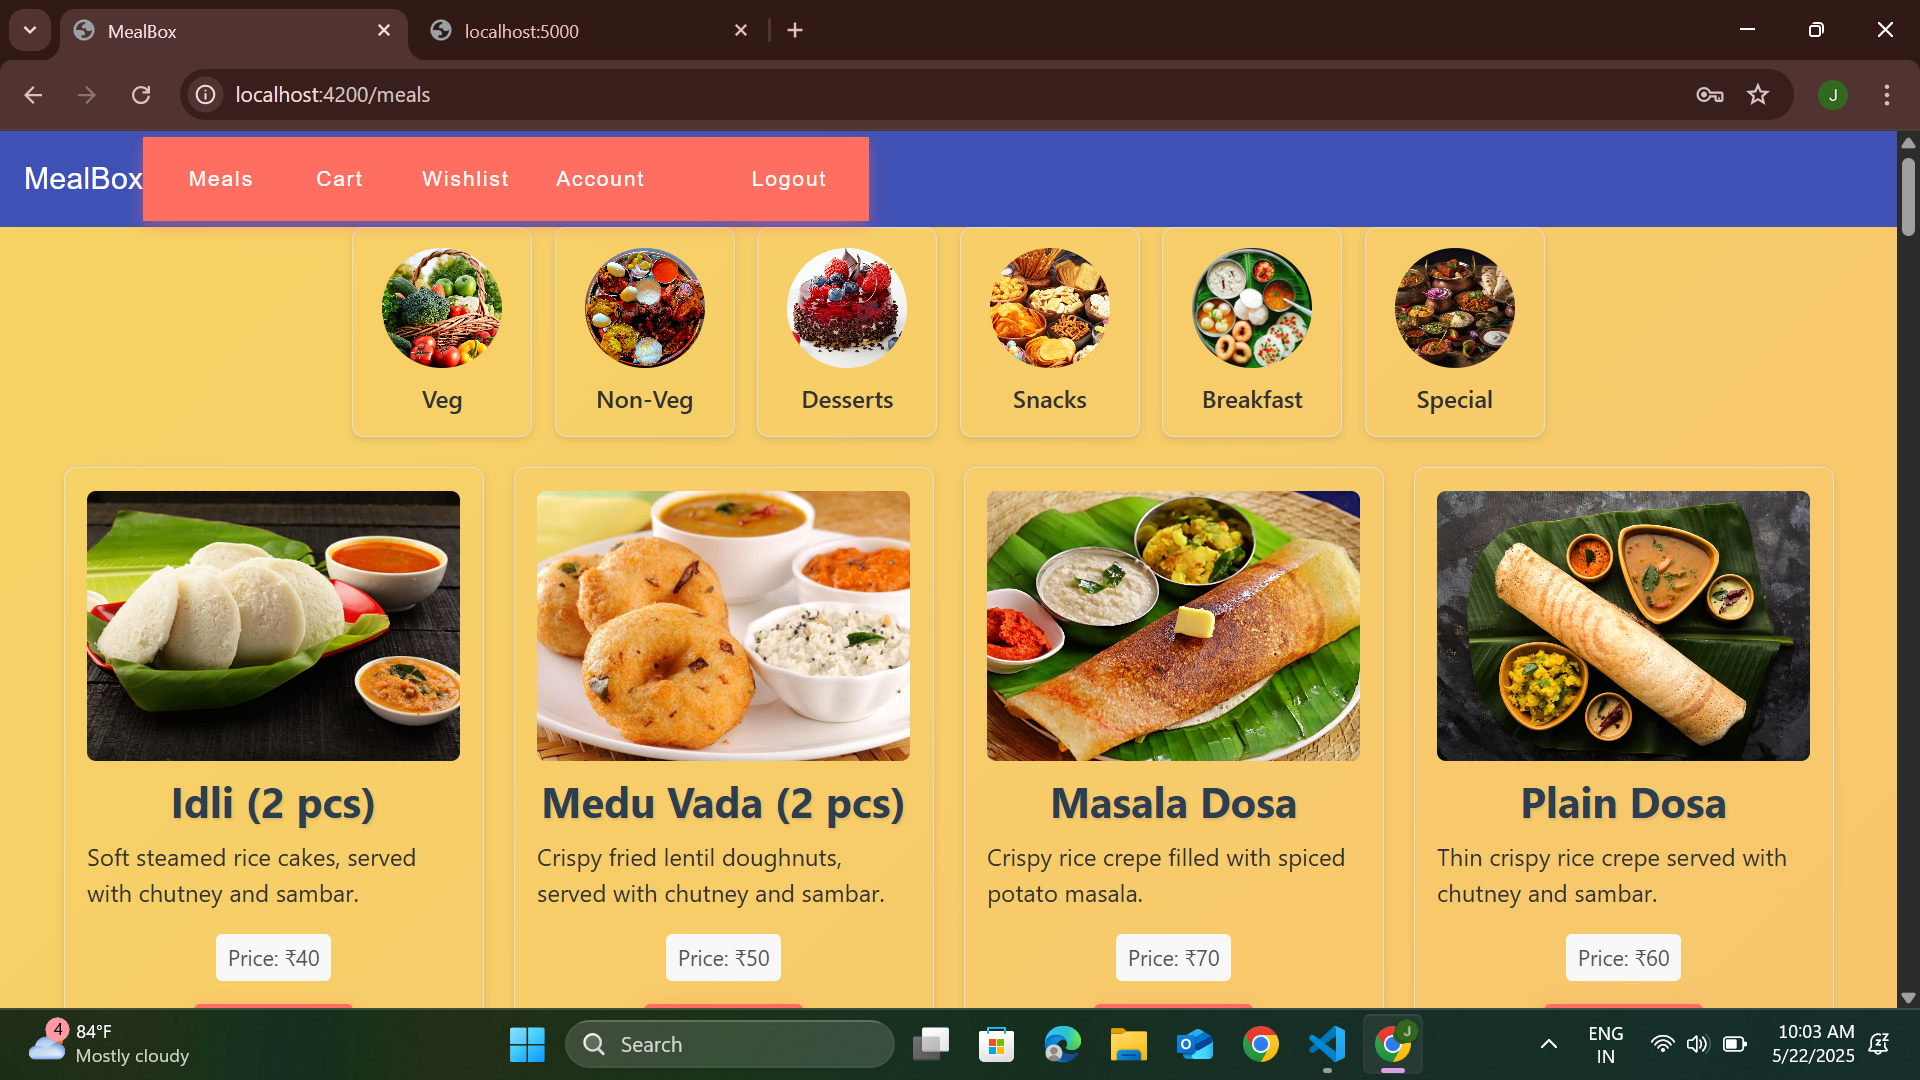 MealBox
localhost:5000
localhost:4200/meals
J
MealBox
Meals Cart Wishlist Account Logout
Veg Non-Veg Desserts Snacks Breakfast Special
Idli (2 pcs)
Soft steamed rice cakes, served
with chutney and sambar.
Price: ₹40
Medu Vada (2 pcs)
Crispy fried lentil doughnuts,
served with chutney and sambar.
Price: ₹50
Masala Dosa
Crispy rice crepe filled with spiced
potato masala.
Price: ₹70
Plain Dosa
Thin crispy rice crepe served with
chutney and sambar.
Price: ₹60
4
84°F
Mostly cloudy
Search
J
ENG
IN
10:03 AM
5/22/2025